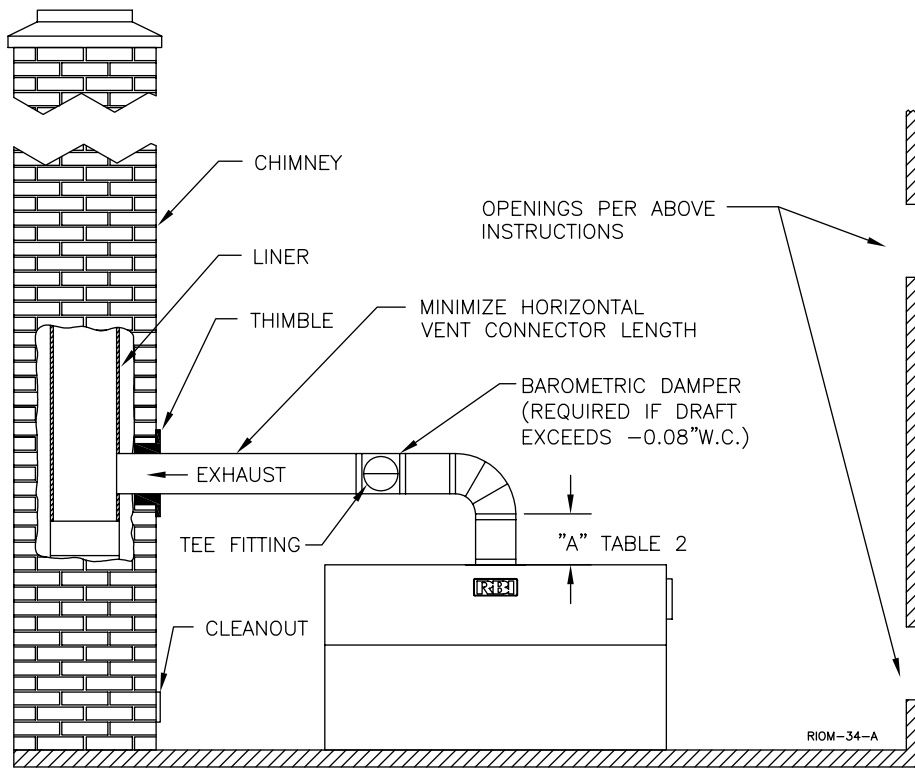 CHIMNEY
OPENINGS PER ABOVE
INSTRUCTIONS
LINER
THIMBLE
MINIMIZE HORIZONTAL
VENT CONNECTOR LENGTH
BAROMETRIC DAMPER
(REQUIRED IF DRAFT
EXCEEDS -0.08"W.C.)
EXHAUST
TEE FITTING
"A" TABLE 2
RBI
CLEANOUT
RIOM-34-A